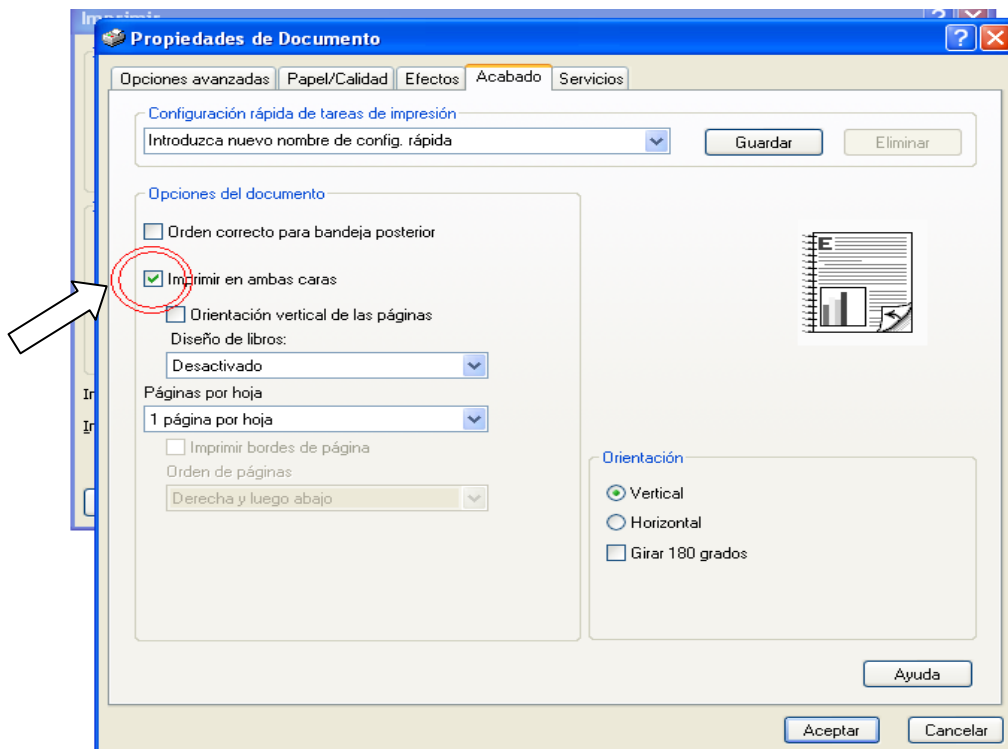 Imprimir
Propiedades de Documento
Opciones avanzadas Papel/Calidad Efectos Acabado Servicios
Configuración rápida de tareas de impresión
Introduzca nuevo nombre de config. rápida Guardar Eliminar
Opciones del documento
Orden correcto para bandeja posterior
E
Imprimir en ambas caras
Orientación vertical de las páginas
Diseño de libros:
Desactivado
Páginas por hoja
1 página por hoja
Imprimir bordes de página
Orden de páginas
Derecha y luego abajo
Orientación
Vertical
Horizontal
Girar 180 grados
Ayuda
Aceptar Cancelar